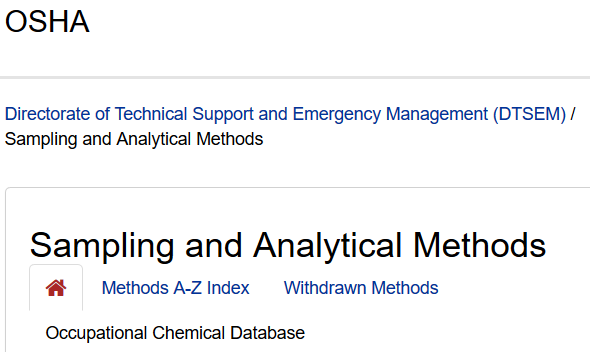 OSHA
Directorate of Technical Support and Emergency Management (DTSEM) /
Sampling and Analytical Methods
Sampling and Analytical Methods
Methods A-Z Index Withdrawn Methods
Occupational Chemical Database